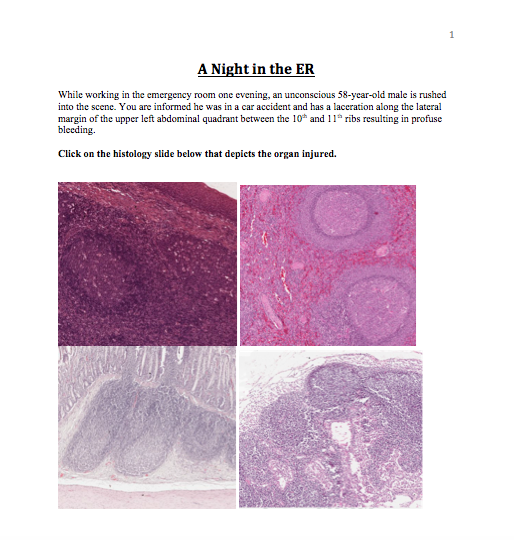 1
A Night in the ER
While working in the emergency room one evening, an unconscious 58-year-old male is rushed
into the scene. You are informed he was in a car accident and has a laceration along the lateral
margin of the upper left abdominal quadrant between the 10th and 11th ribs resulting in profuse
bleeding.
Click on the histology slide below that depicts the organ injured.